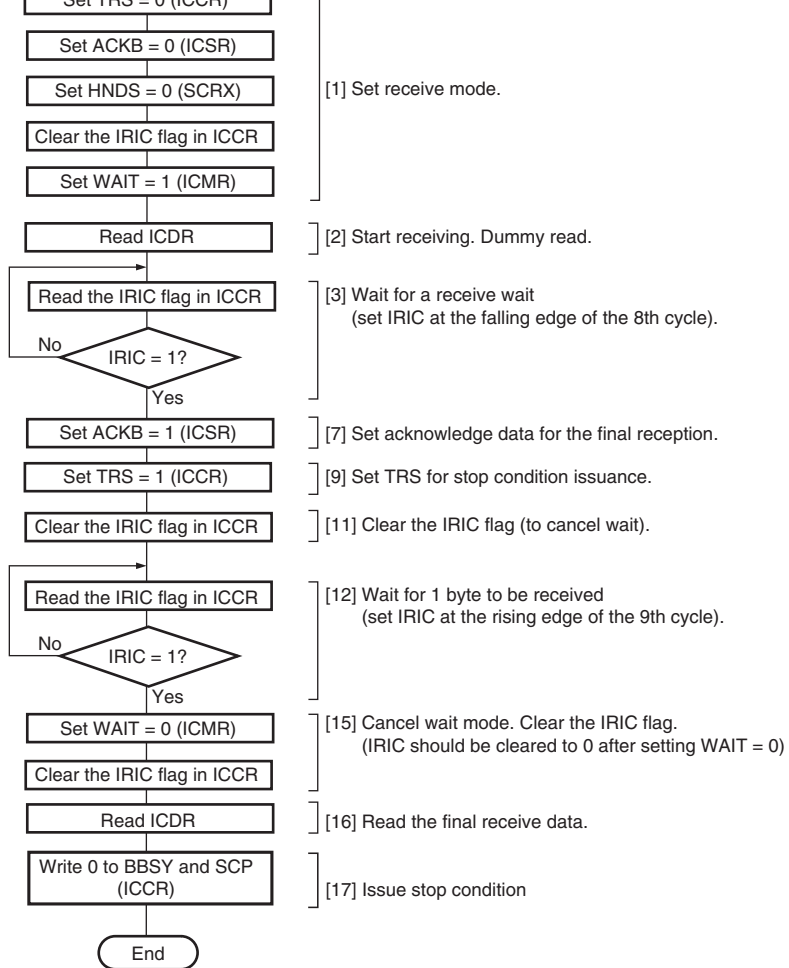 Set TRS = 0 (ICCR)
Set ACKB = 0 (ICSR)
Set HNDS = 0 (SCRX)
[1] Set receive mode.
Clear the IRIC flag in ICCR
Set WAIT = 1 (ICMR)
Read ICDR
[2] Start receiving. Dummy read.
Read the IRIC flag in ICCR
[3] Wait for a receive wait
(set IRIC at the falling edge of the 8th cycle).
No
IRIC = 1?
Yes
Set ACKB = 1 (ICSR)
[7] Set acknowledge data for the final reception.
Set TRS = 1 (ICCR)
[9] Set TRS for stop condition issuance.
Clear the IRIC flag in ICCR
[11] Clear the IRIC flag (to cancel wait).
Read the IRIC flag in ICCR
[12] Wait for 1 byte to be received
(set IRIC at the rising edge of the 9th cycle).
No
IRIC = 1?
Yes
Set WAIT = 0 (ICMR)
[15] Cancel wait mode. Clear the IRIC flag.
(IRIC should be cleared to 0 after setting WAIT = 0)
Clear the IRIC flag in ICCR
Read ICDR
[16] Read the final receive data.
Write 0 to BBSY and SCP
(ICCR)
[17] Issue stop condition
End